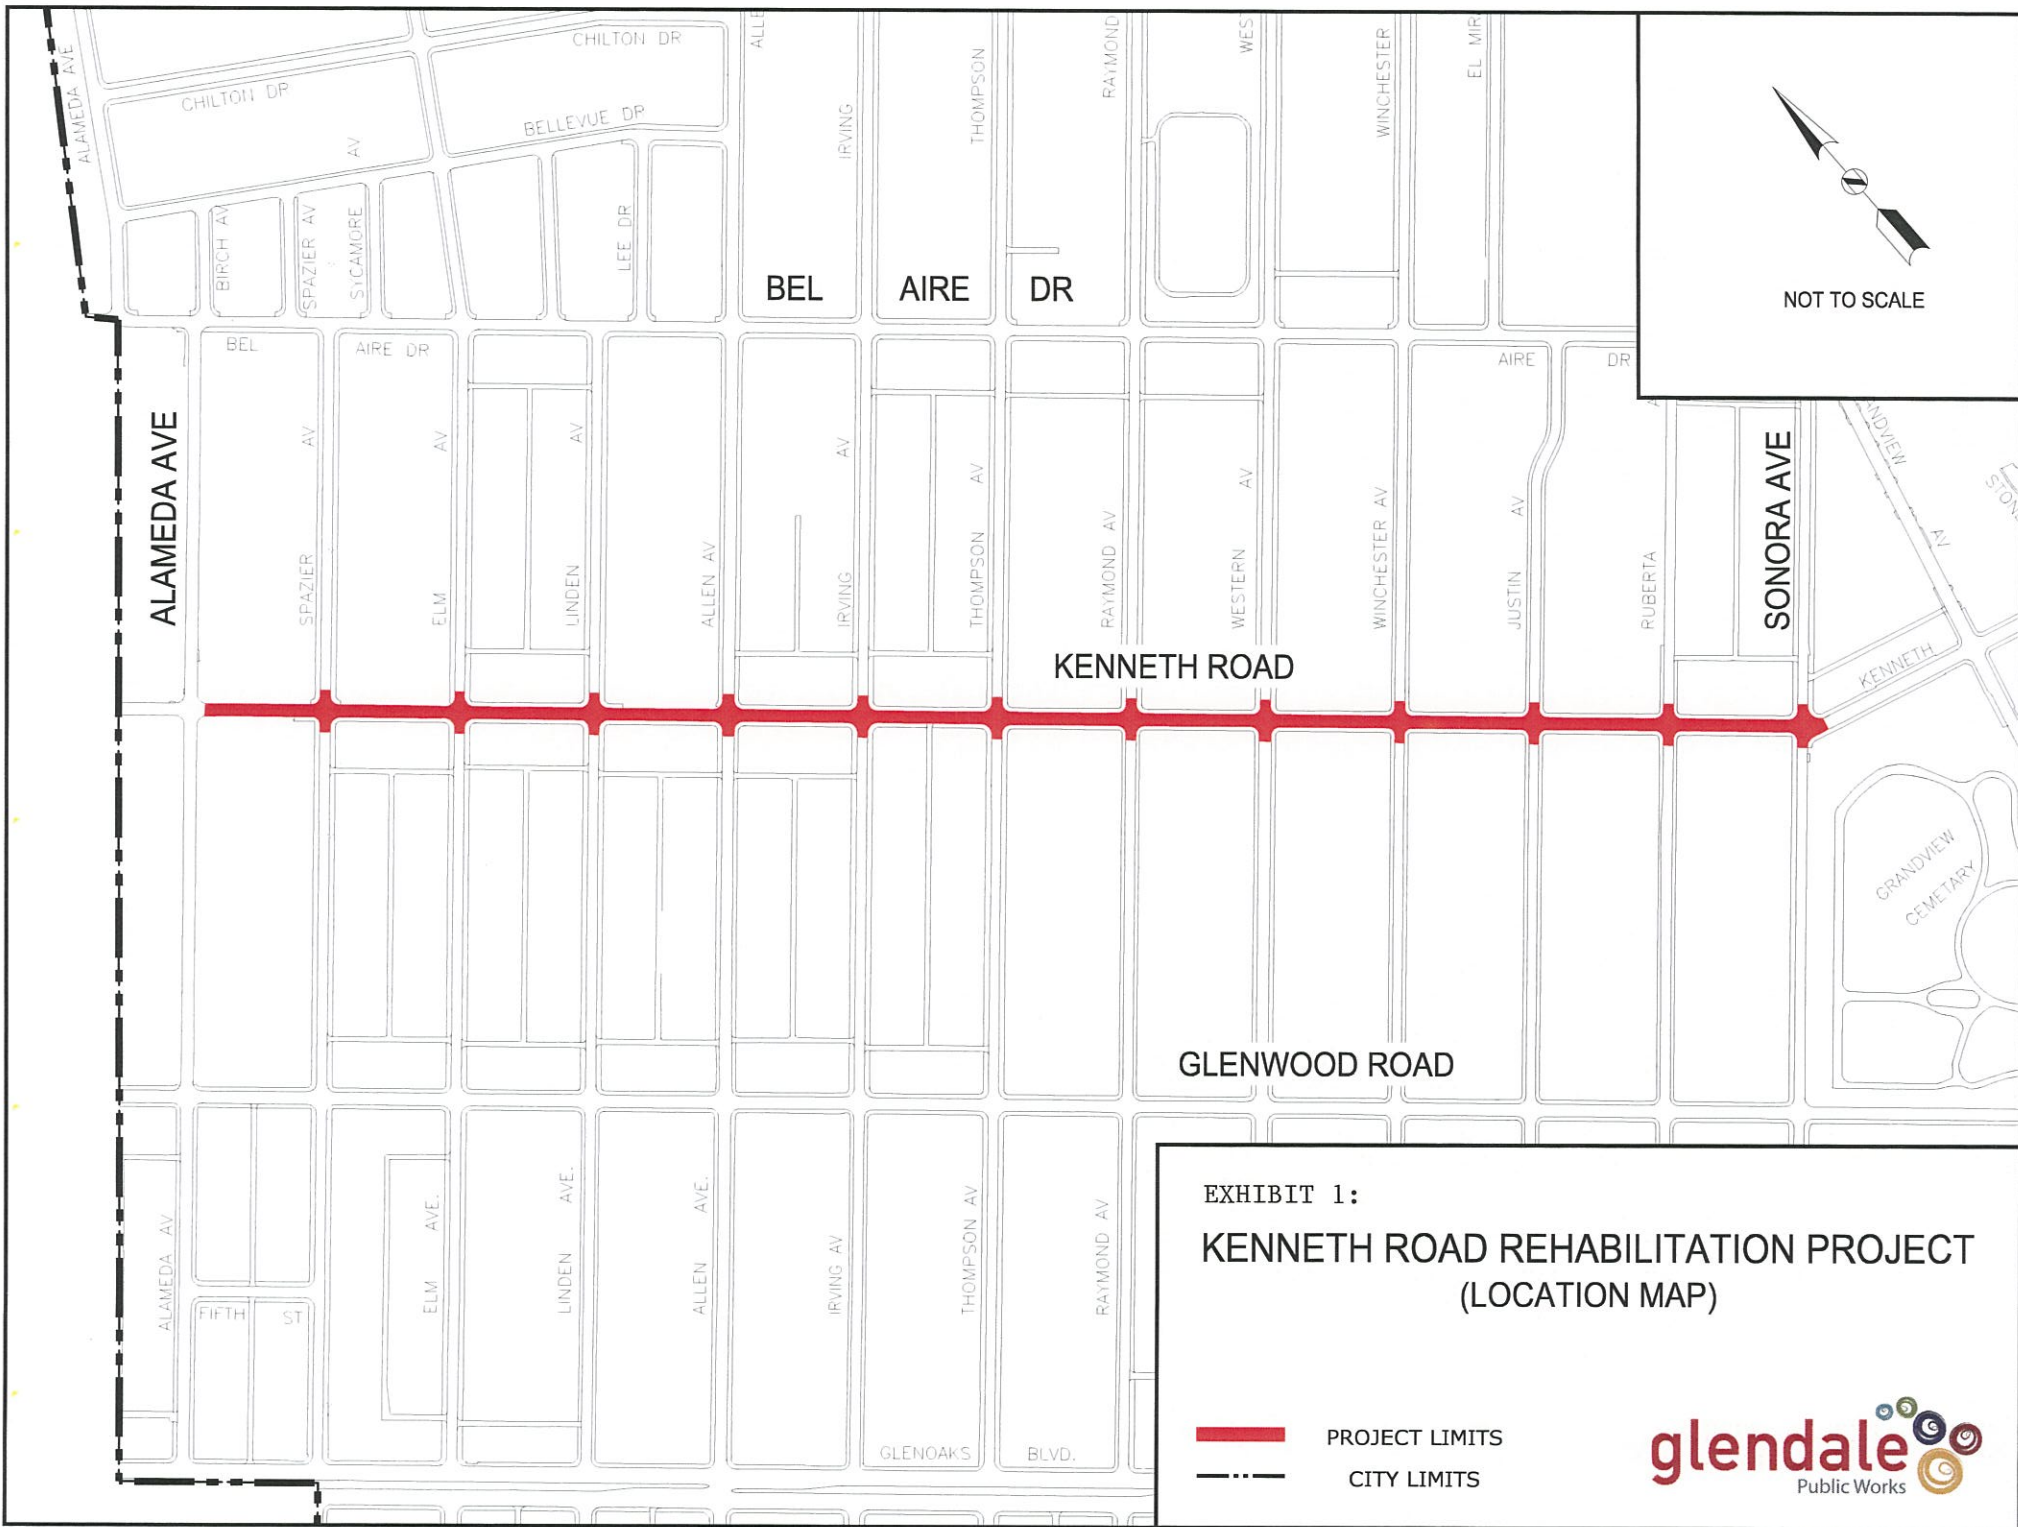 CHILTON DR
ALAMEDA AVE
CHILTON DR
BELLEVUE DR
AV
BIRCH AV
SPAZIER AV
SYCAMORE
LEE DR
IRVING
THOMPSON
RAYMOND
WINCHESTER
BEL AIRE DR
BEL AIRE DR
AIRE DR
NOT TO SCALE
ALAMEDA AVE
SPAZIER AV
ELM AV
LINDEN AV
ALLEN AV
IRVING AV
THOMPSON AV
RAYMOND AV
WESTERN AV
WINCHESTER AV
JUSTIN AV
RUBERTA
SONORA AVE
AV
KENNETH ROAD
KENNETH
GRANDVIEW
CEMETARY
GLENWOOD ROAD
ALAMEDA AV
FIFTH ST
ELM AVE.
LINDEN AVE.
ALLEN AVE.
IRVING AV
THOMPSON AV
RAYMOND AV
GLENOAKS BLVD.
EXHIBIT 1:
KENNETH ROAD REHABILITATION PROJECT
(LOCATION MAP)
PROJECT LIMITS
CITY LIMITS
glendale
Public Works